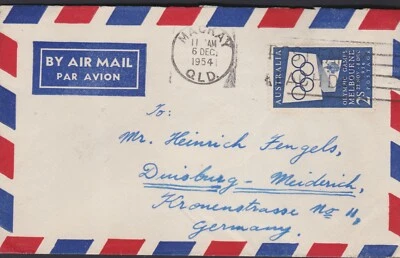 MACKAY
11 AM
6 DEC.
1954
QLD.
BY AIR MAIL
PAR AVION
AUSTRALIA
OLYMPIC GAMES
MELBOURNE
2/S
POSTAGE
To:
Mr. Heinrich Fengels,
Duisburg - Meiderich,
Kronenstrasse No 11,
Germany.